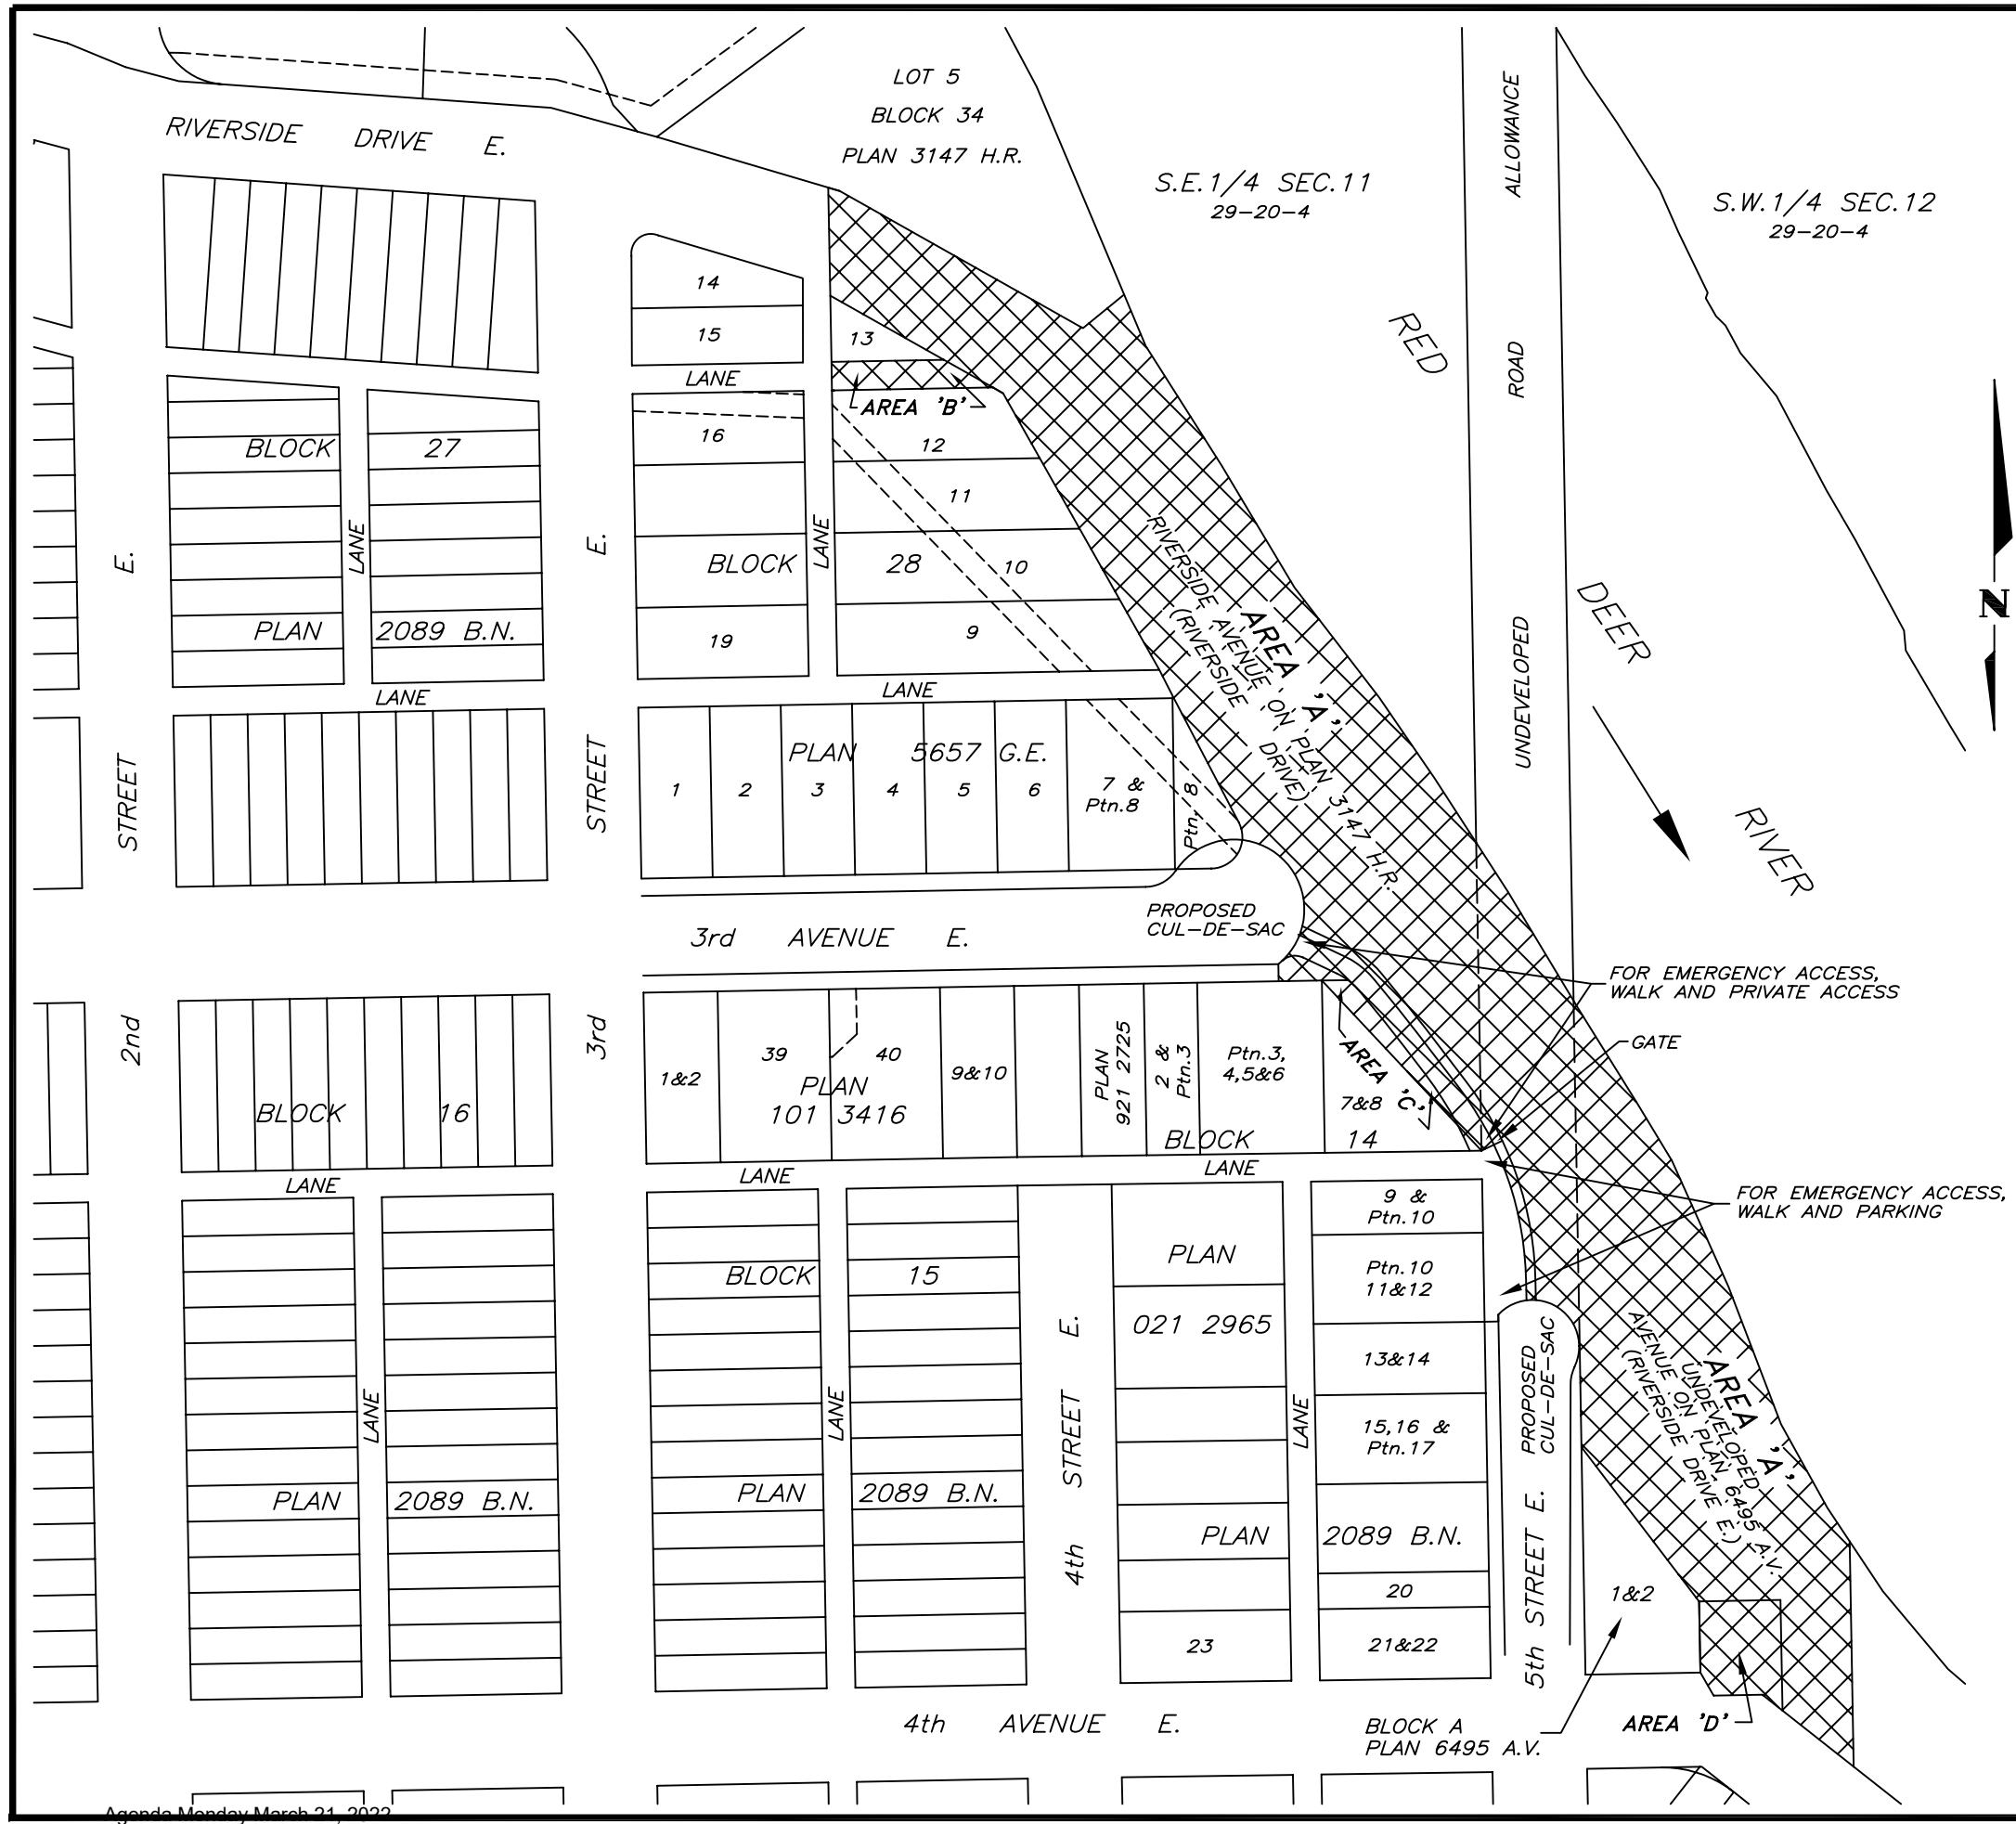 LOT 5
BLOCK 34
PLAN 3147 H.R.
RIVERSIDE DRIVE E.
S.E.1/4 SEC.11
29-20-4
ALLOWANCE
ROAD
UNDEVELOPED
S.W.1/4 SEC.12
29-20-4
RED
DEER
RIVER
N
14
15
13
LANE
AREA 'B'
16
12
11
BLOCK 27
LANE
BLOCK 28
LANE
10
PLAN 2089 B.N.
19
9
LANE
LANE
E.
STREET
2nd
E.
STREET
3rd
RIVERSIDE AVENUE ON PLAN 3147 H.R.
(RIVERSIDE DRIVE)
AREA 'A'
PLAN 5657 G.E.
1
2
3
4
5
6
7 &
Ptn.8
Ptn. 8
3rd AVENUE E.
PROPOSED
CUL-DE-SAC
FOR EMERGENCY ACCESS,
WALK AND PRIVATE ACCESS
GATE
1&2
39
40
PLAN
101 3416
9&10
PLAN
921 2725
2 &
Ptn.3
Ptn.3,
4,5&6
7&8
AREA 'C'
BLOCK 14
BLOCK 16
LANE
LANE
LANE
FOR EMERGENCY ACCESS,
WALK AND PARKING
9 &
Ptn.10
PLAN
021 2965
Ptn.10
11&12
BLOCK 15
13&14
15,16 &
Ptn.17
LANE
LANE
LANE
4th STREET E.
PROPOSED
CUL-DE-SAC
5th STREET E.
AREA 'A'
UNDEVELOPED
AVENUE ON PLAN 6495 A.V.
(RIVERSIDE DRIVE E.)
PLAN 2089 B.N.
PLAN 2089 B.N.
PLAN 2089 B.N.
20
1&2
23
21&22
4th AVENUE E.
BLOCK A
PLAN 6495 A.V.
AREA 'D'
Agenda Monday March 21, 2022